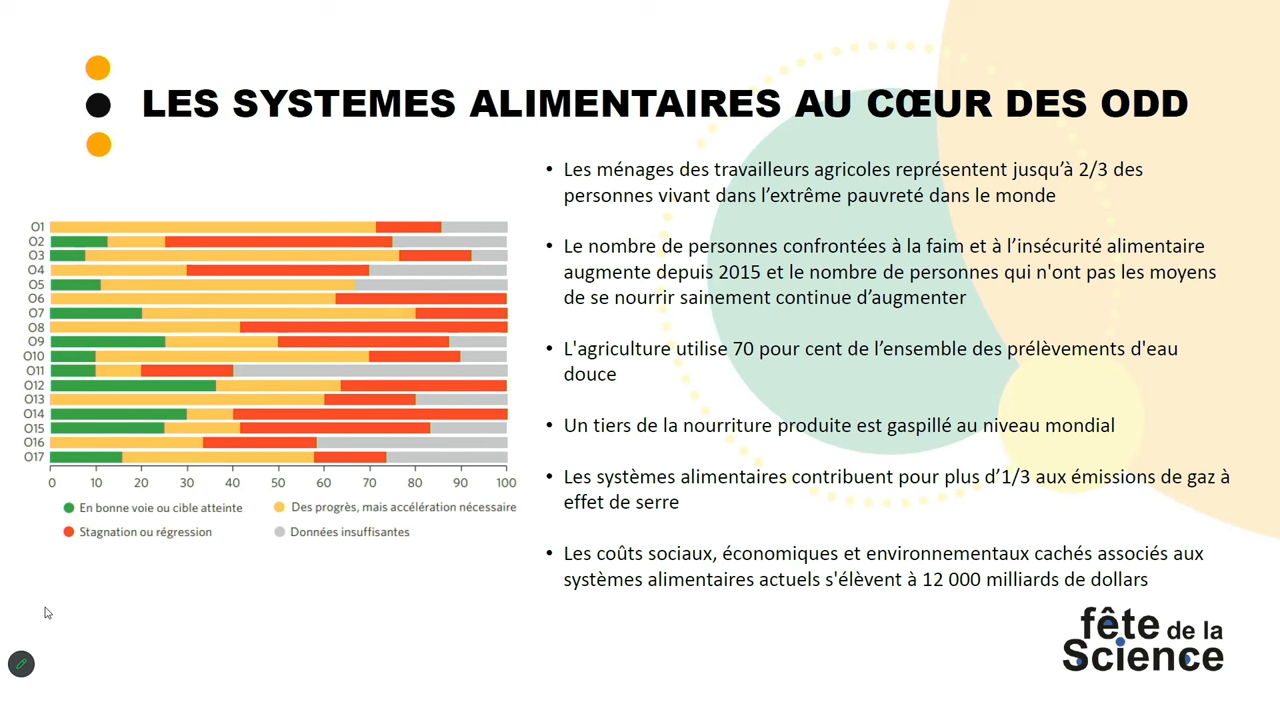 LES SYSTEMES ALIMENTAIRES AU CŒUR DES ODD
O1
O2
O3
O4
O5
O6
O7
O8
O9
O10
O11
O12
O13
O14
O15
O16
O17
0 10 20 30 40 50 60 70 80 90 100
En bonne voie ou cible atteinte
Des progrès, mais accélération nécessaire
Stagnation ou régression
Données insuffisantes
• Les ménages des travailleurs agricoles représentent jusqu’à 2/3 des
personnes vivant dans l’extrême pauvreté dans le monde
• Le nombre de personnes confrontées à la faim et à l’insécurité alimentaire
augmente depuis 2015 et le nombre de personnes qui n'ont pas les moyens
de se nourrir sainement continue d’augmenter
• L'agriculture utilise 70 pour cent de l’ensemble des prélèvements d'eau
douce
• Un tiers de la nourriture produite est gaspillé au niveau mondial
• Les systèmes alimentaires contribuent pour plus d’1/3 aux émissions de gaz à
effet de serre
• Les coûts sociaux, économiques et environnementaux cachés associés aux
systèmes alimentaires actuels s'élèvent à 12 000 milliards de dollars
fête de la
Science